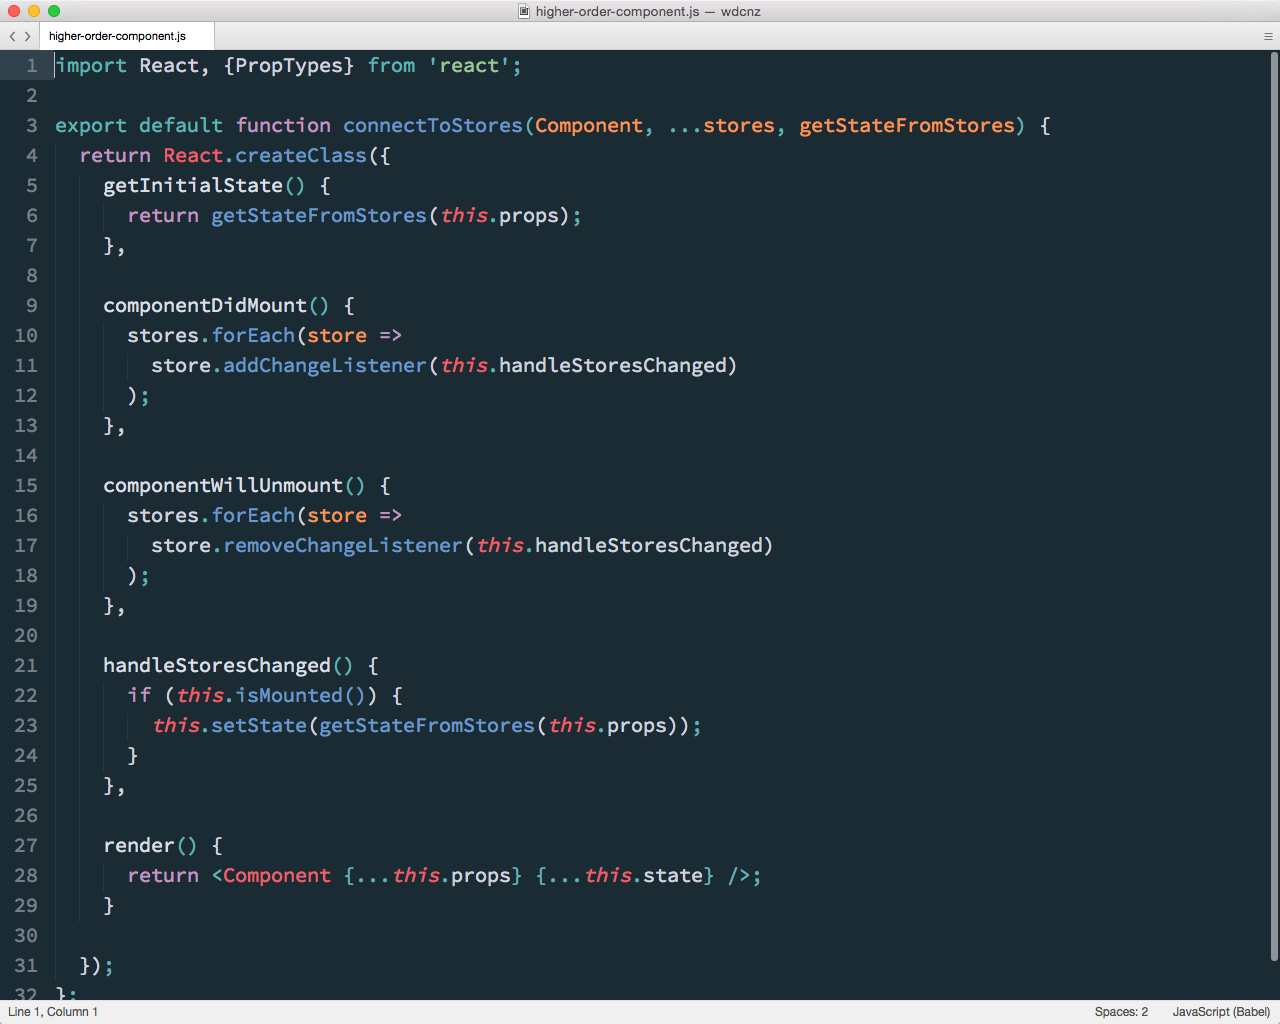 higher-order-component.js — wdcnz
higher-order-component.js
1 import React, {PropTypes} from 'react';
2
3 export default function connectToStores(Component, ...stores, getStateFromStores) {
4   return React.createClass({
5     getInitialState() {
6       return getStateFromStores(this.props);
7     },
8
9     componentDidMount() {
10       stores.forEach(store =>
11         store.addChangeListener(this.handleStoresChanged)
12       );
13     },
14
15     componentWillUnmount() {
16       stores.forEach(store =>
17         store.removeChangeListener(this.handleStoresChanged)
18       );
19     },
20
21     handleStoresChanged() {
22       if (this.isMounted()) {
23         this.setState(getStateFromStores(this.props));
24       }
25     },
26
27     render() {
28       return <Component {...this.props} {...this.state} />;
29     }
30
31   });
32 };
Line 1, Column 1
Spaces: 2 JavaScript (Babel)